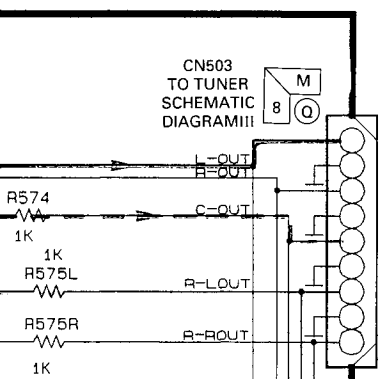 CN503
TO TUNER
SCHEMATIC
DIAGRAMIII
M
8
Q
L-OUT
R-OUT
R574
C-OUT
1K
1K
R575L
R-LOUT
R575R
R-ROUT
1K